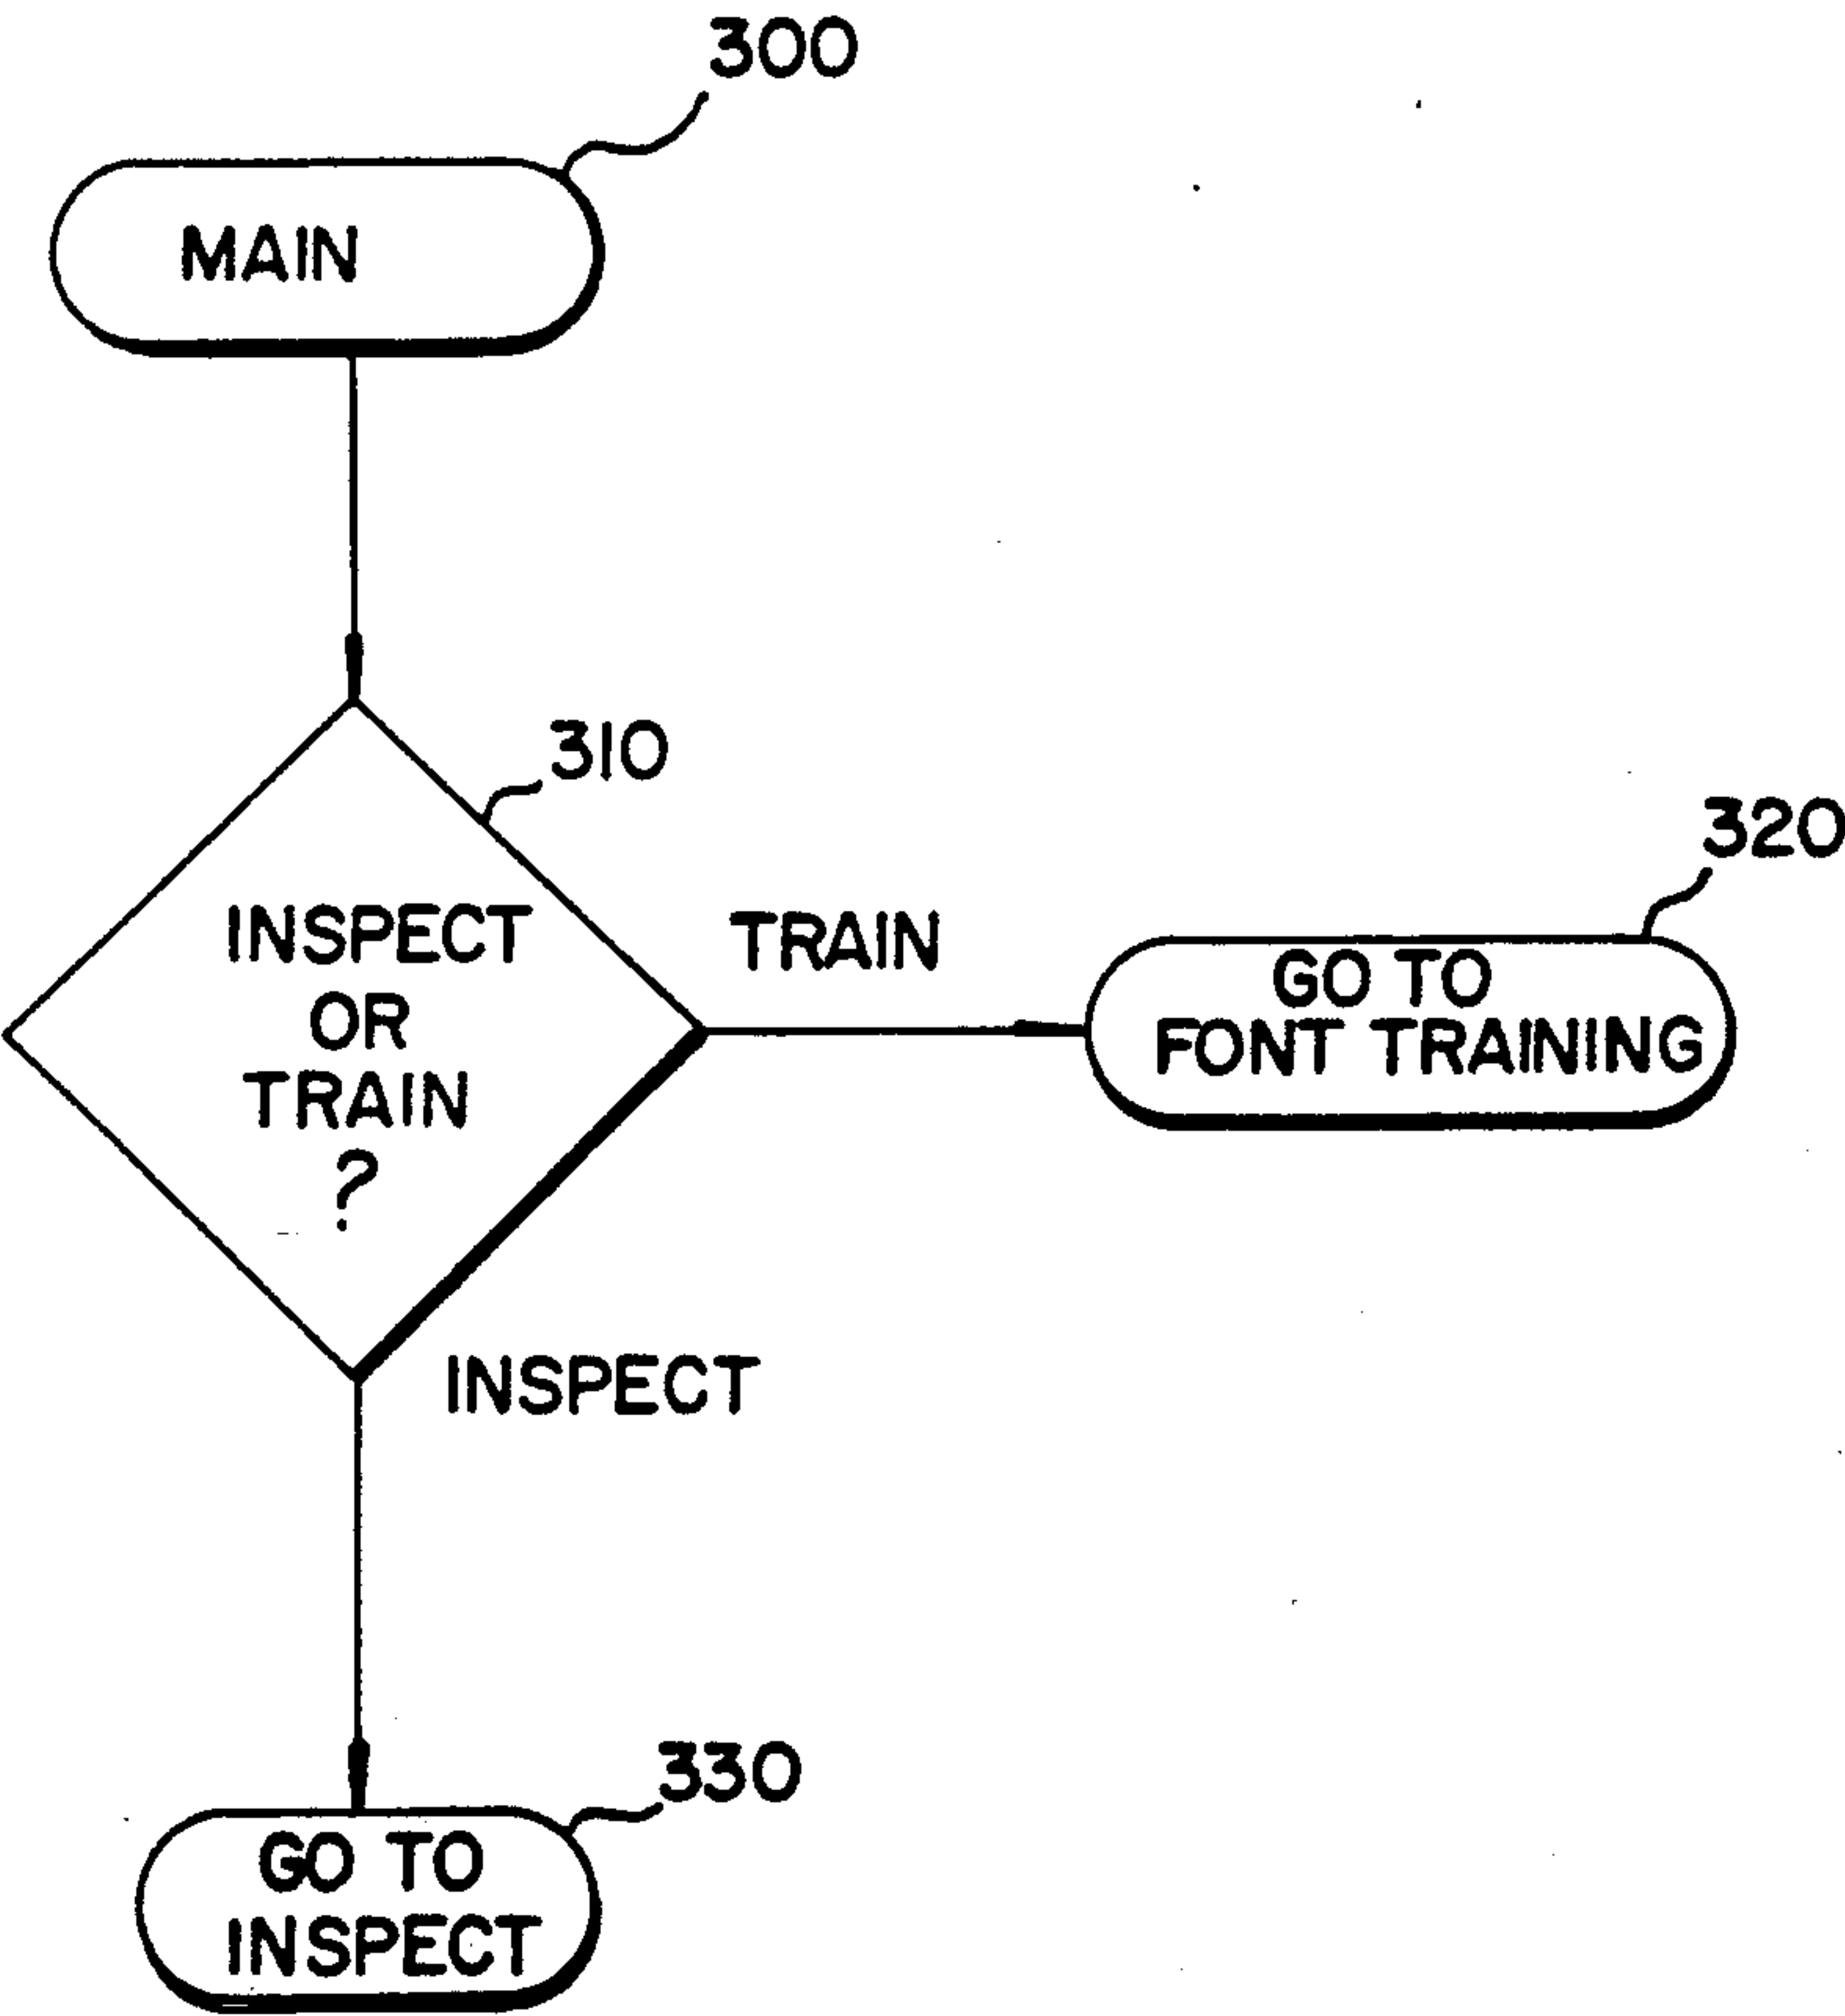 300
MAIN
310
INSPECT
OR
TRAIN
?
TRAIN
320
GO TO
FONT TRAINING
INSPECT
330
GO TO
INSPECT